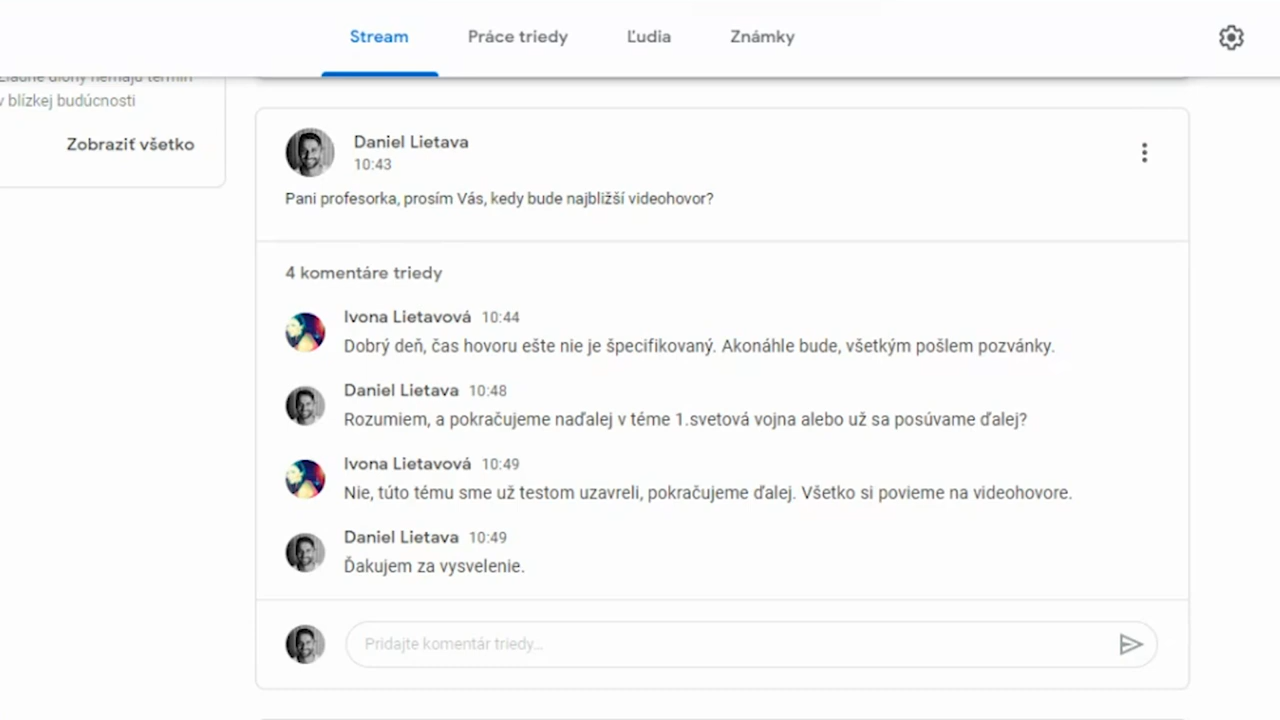 Stream
Práce triedy
Ľudia
Známky
Žiadne úlohy nemajú termín
v blízkej budúcnosti
Zobraziť všetko
Daniel Lietava
10:43
Pani profesorka, prosím Vás, kedy bude najbližší videohovor?
4 komentáre triedy
Ivona Lietavová 10:44
Dobrý deň, čas hovoru ešte nie je špecifikovaný. Akonáhle bude, všetkým pošlem pozvánky.
Daniel Lietava 10:48
Rozumiem, a pokračujeme naďalej v téme 1.svetová vojna alebo už sa posúvame ďalej?
Ivona Lietavová 10:49
Nie, túto tému sme už testom uzavreli, pokračujeme ďalej. Všetko si povieme na videohovore.
Daniel Lietava 10:49
Ďakujem za vysvelenie.
Pridajte komentár triedy...